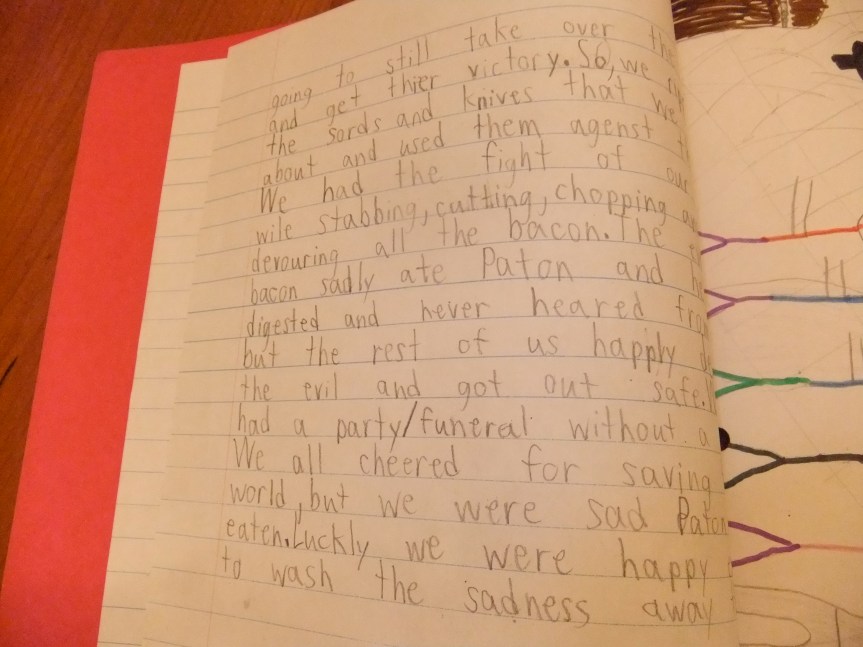 going to still take over
and get thier victory. So, we
the sords and knives that we
about and used them agenst
We had the fight of our
wile stabbing, cutting, chopping
devouring all the bacon. The
bacon sadly ate Paton and
digested and never heared from
but the rest of us happly
the evil and got out safe.
had a party/funeral without a
We all cheered for saving
world, but we were sad Paton
eaten. Luckly we were happy
to wash the sadness away